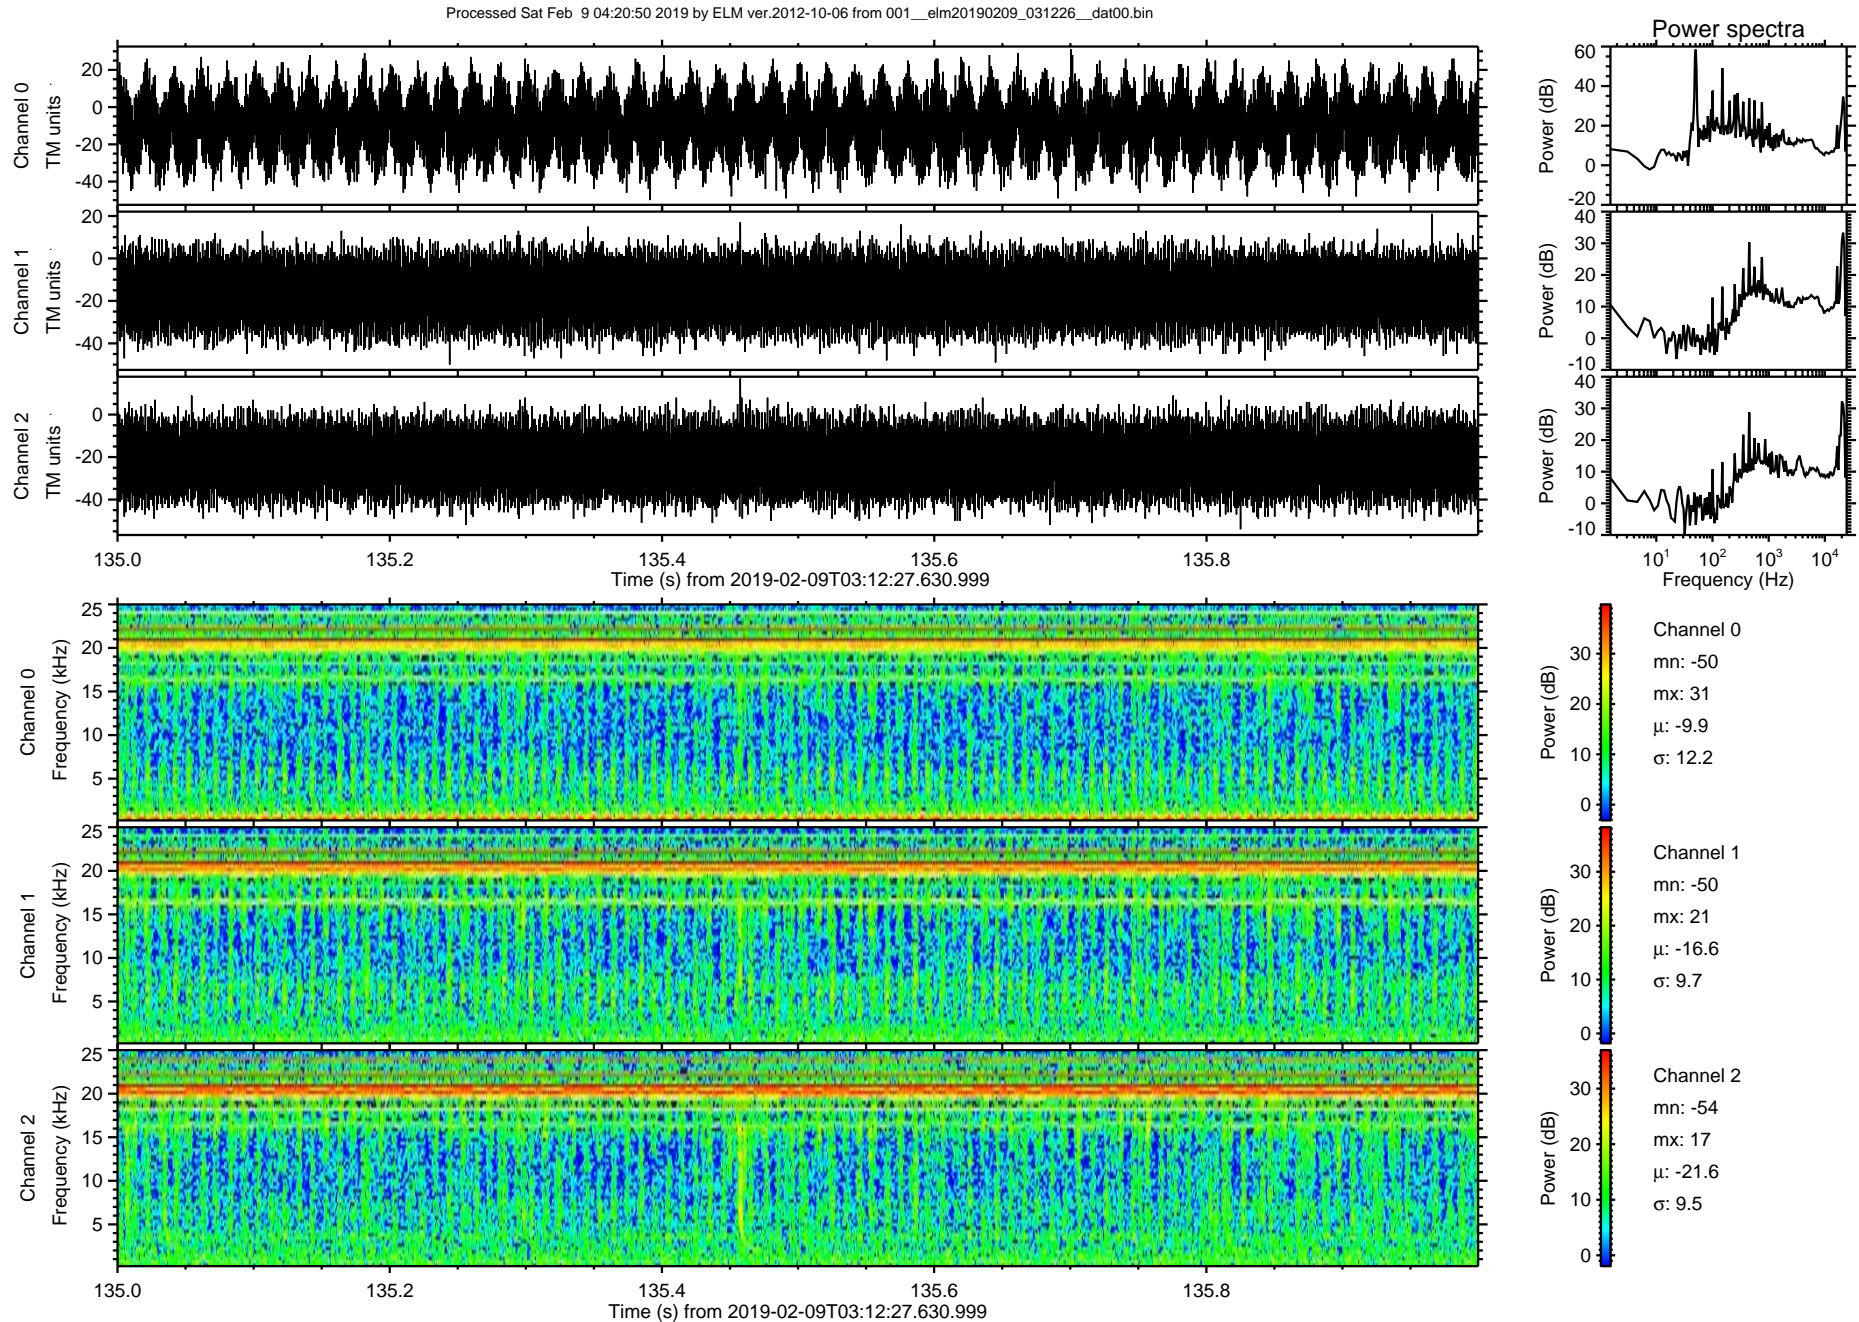 Processed Sat Feb  9 04:20:50 2019 by ELM ver.2012-10-06 from 001__elm20190209_031226__dat00.bin
Power spectra
Channel 0
TM units
20
0
-20
-40
Power (dB)
60
40
20
0
-20
Channel 1
TM units
20
0
-20
-40
Power (dB)
40
30
20
10
0
-10
Channel 2
TM units
0
-20
-40
Power (dB)
40
30
20
10
0
-10
135.0 135.2 135.4 135.6 135.8
Time (s) from 2019-02-09T03:12:27.630.999
10^1 10^2 10^3 10^4
Frequency (Hz)
Channel 0
Frequency (kHz)
25
20
15
10
5
Power (dB)
30
20
10
0
Channel 0
mn: -50
mx: 31
µ: -9.9
σ: 12.2
Channel 1
Frequency (kHz)
25
20
15
10
5
Power (dB)
30
20
10
0
Channel 1
mn: -50
mx: 21
µ: -16.6
σ: 9.7
Channel 2
Frequency (kHz)
25
20
15
10
5
Power (dB)
30
20
10
0
Channel 2
mn: -54
mx: 17
µ: -21.6
σ: 9.5
135.0 135.2 135.4 135.6 135.8
Time (s) from 2019-02-09T03:12:27.630.999